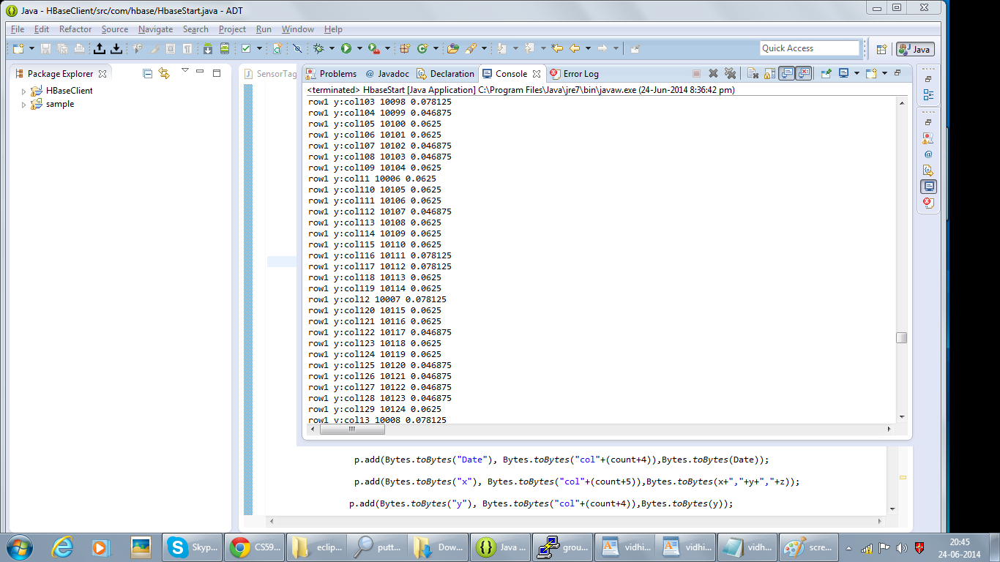 Java - HBaseClient/src/com/hbase/HbaseStart.java - ADT
File Edit Refactor Source Navigate Search Project Run Window Help
Quick Access
Java
Package Explorer
HBaseClient
sample
SensorTag
Problems
@ Javadoc
Declaration
Console
Error Log
<terminated> HbaseStart [Java Application] C:\Program Files\Java\jre7\bin\javaw.exe (24-Jun-2014 8:36:42 pm)
row1 y:col103 10098 0.078125
row1 y:col104 10099 0.046875
row1 y:col105 10100 0.0625
row1 y:col106 10101 0.0625
row1 y:col107 10102 0.046875
row1 y:col108 10103 0.046875
row1 y:col109 10104 0.0625
row1 y:col11 10006 0.0625
row1 y:col110 10105 0.0625
row1 y:col111 10106 0.0625
row1 y:col112 10107 0.046875
row1 y:col113 10108 0.0625
row1 y:col114 10109 0.0625
row1 y:col115 10110 0.0625
row1 y:col116 10111 0.078125
row1 y:col117 10112 0.078125
row1 y:col118 10113 0.0625
row1 y:col119 10114 0.0625
row1 y:col12 10007 0.078125
row1 y:col120 10115 0.0625
row1 y:col121 10116 0.0625
row1 y:col122 10117 0.046875
row1 y:col123 10118 0.0625
row1 y:col124 10119 0.0625
row1 y:col125 10120 0.046875
row1 y:col126 10121 0.046875
row1 y:col127 10122 0.046875
row1 y:col128 10123 0.046875
row1 y:col129 10124 0.0625
row1 y:col13 10008 0.078125
p.add(Bytes.toBytes("Date"), Bytes.toBytes("col"+(count+4)),Bytes.toBytes(Date));
p.add(Bytes.toBytes("x"), Bytes.toBytes("col"+(count+5)),Bytes.toBytes(x+","+y+","+z));
p.add(Bytes.toBytes("y"), Bytes.toBytes("col"+(count+4)),Bytes.toBytes(y));
Skyp...
CS59...
eclip...
putt...
Dow...
Java ...
grou...
vidhi...
vidhi...
vidh...
scre...
20:45
24-06-2014